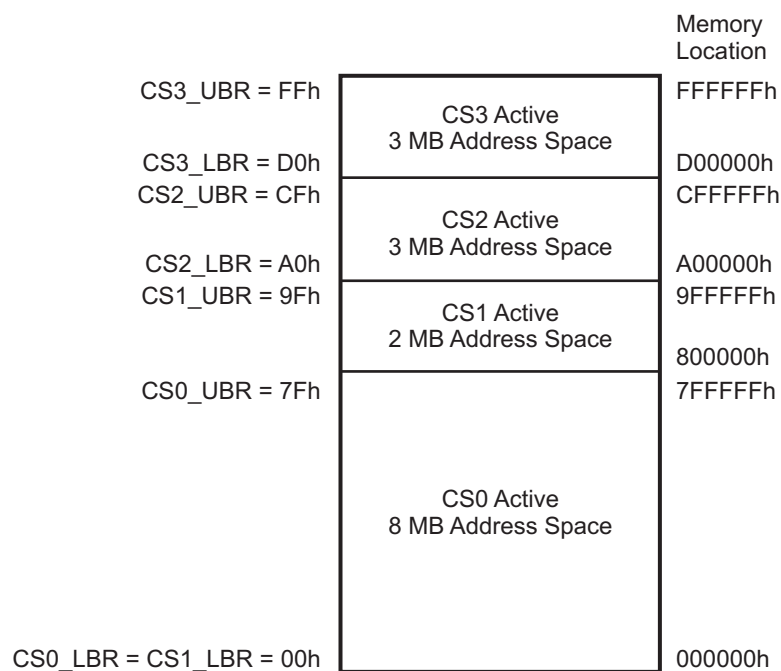 Memory
Location
CS3_UBR = FFh
FFFFFFh
CS3 Active
3 MB Address Space
CS3_LBR = D0h
D00000h
CS2_UBR = CFh
CFFFFFh
CS2 Active
3 MB Address Space
CS2_LBR = A0h
A00000h
CS1_UBR = 9Fh
9FFFFFh
CS1 Active
2 MB Address Space
800000h
CS0_UBR = 7Fh
7FFFFFh
CS0 Active
8 MB Address Space
CS0_LBR = CS1_LBR = 00h
000000h